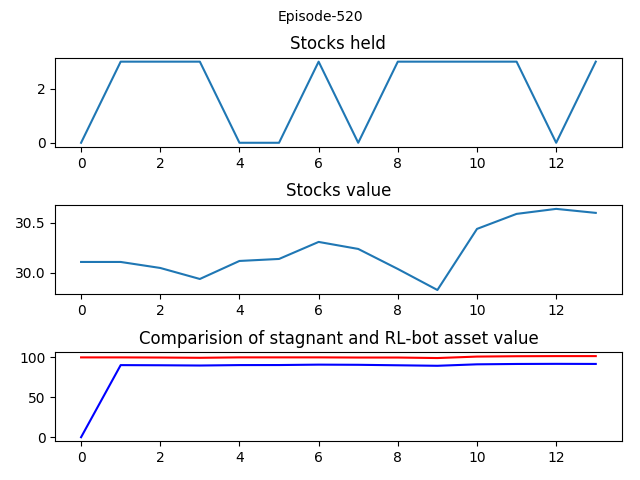 Episode-520
Stocks held
2
0
0 2 4 6 8 10 12
Stocks value
30.5
30.0
0 2 4 6 8 10 12
Comparision of stagnant and RL-bot asset value
100
50
0
0 2 4 6 8 10 12